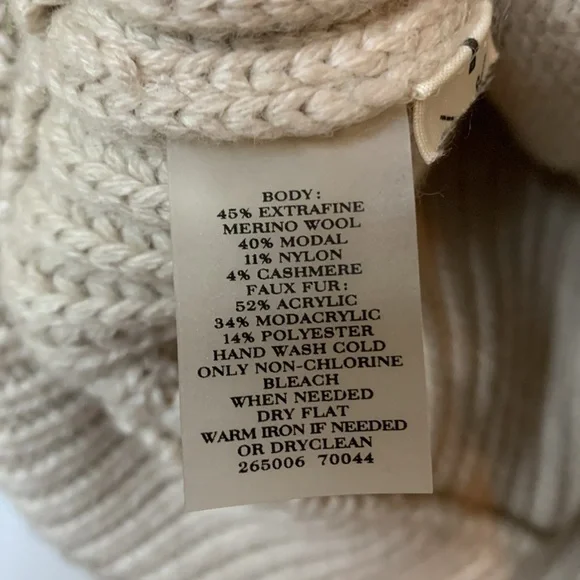 BODY:
45% EXTRAFINE
MERINO WOOL
40% MODAL
11% NYLON
4% CASHMERE
FAUX FUR:
52% ACRYLIC
34% MODACRYLIC
14% POLYESTER
HAND WASH COLD
ONLY NON-CHLORINE
BLEACH
WHEN NEEDED
DRY FLAT
WARM IRON IF NEEDED
OR DRYCLEAN
265006 70044